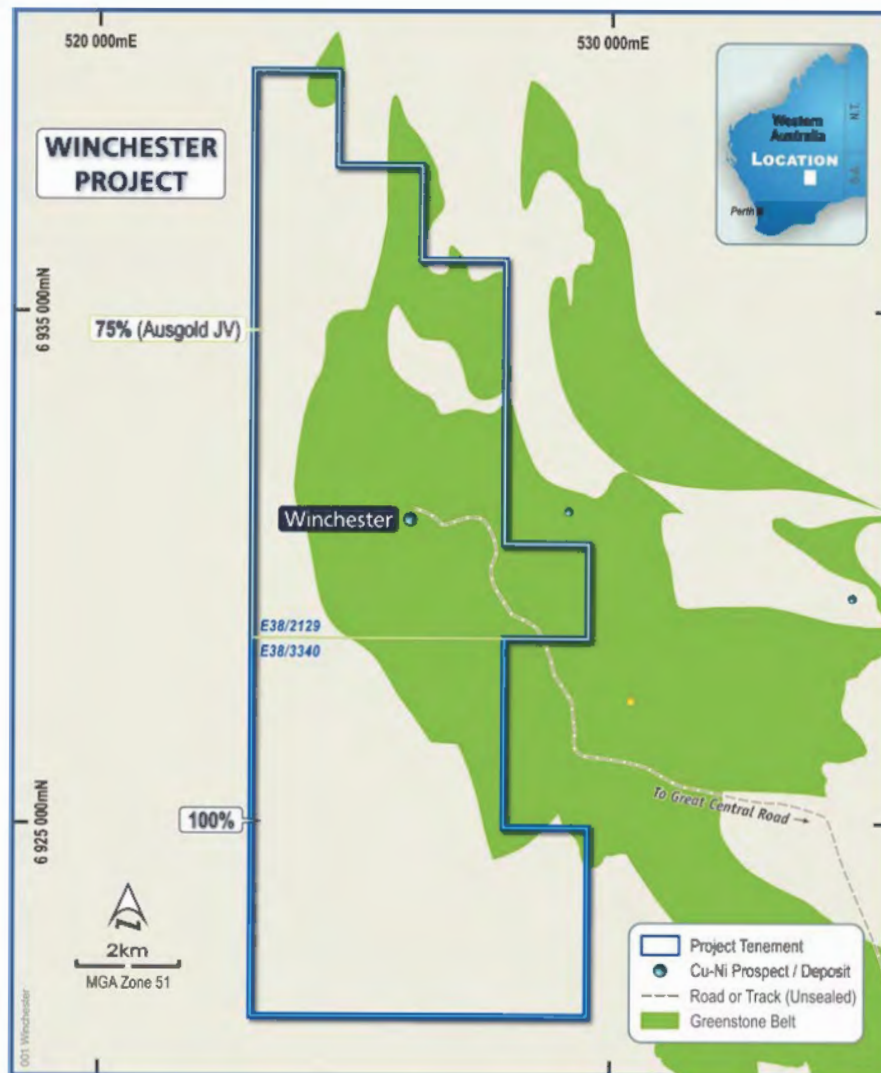 520 000mE
530 000mE
WINCHESTER
PROJECT
Western
Australia
N.T.
LOCATION
S.A.
Perth
6 935 000mN
75% (Ausgold JV)
Winchester
E38/2129
E38/3340
6 925 000mN
100%
To Great Central Road →
2km
MGA Zone 51
Project Tenement
Cu-Ni Prospect / Deposit
Road or Track (Unsealed)
Greenstone Belt
001 Winchester